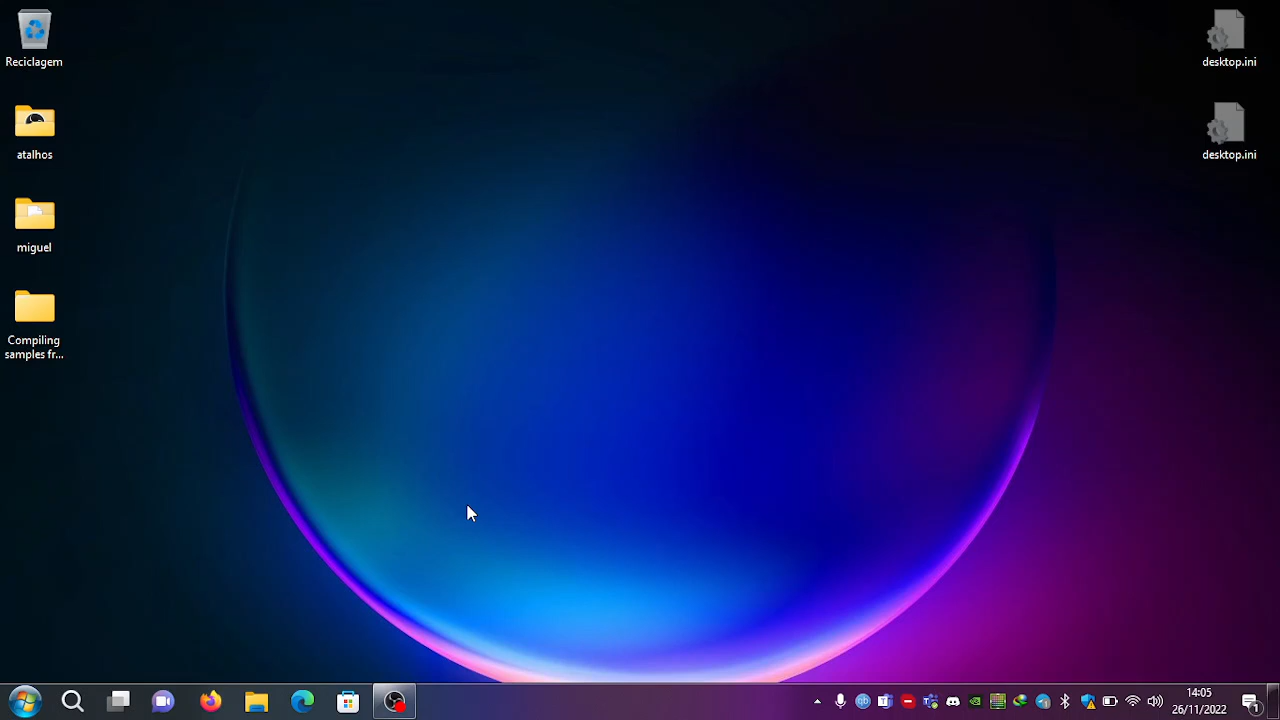 Reciclagem
atalhos
miguel
Compiling
samples fr...
desktop.ini
desktop.ini
14:05
26/11/2022